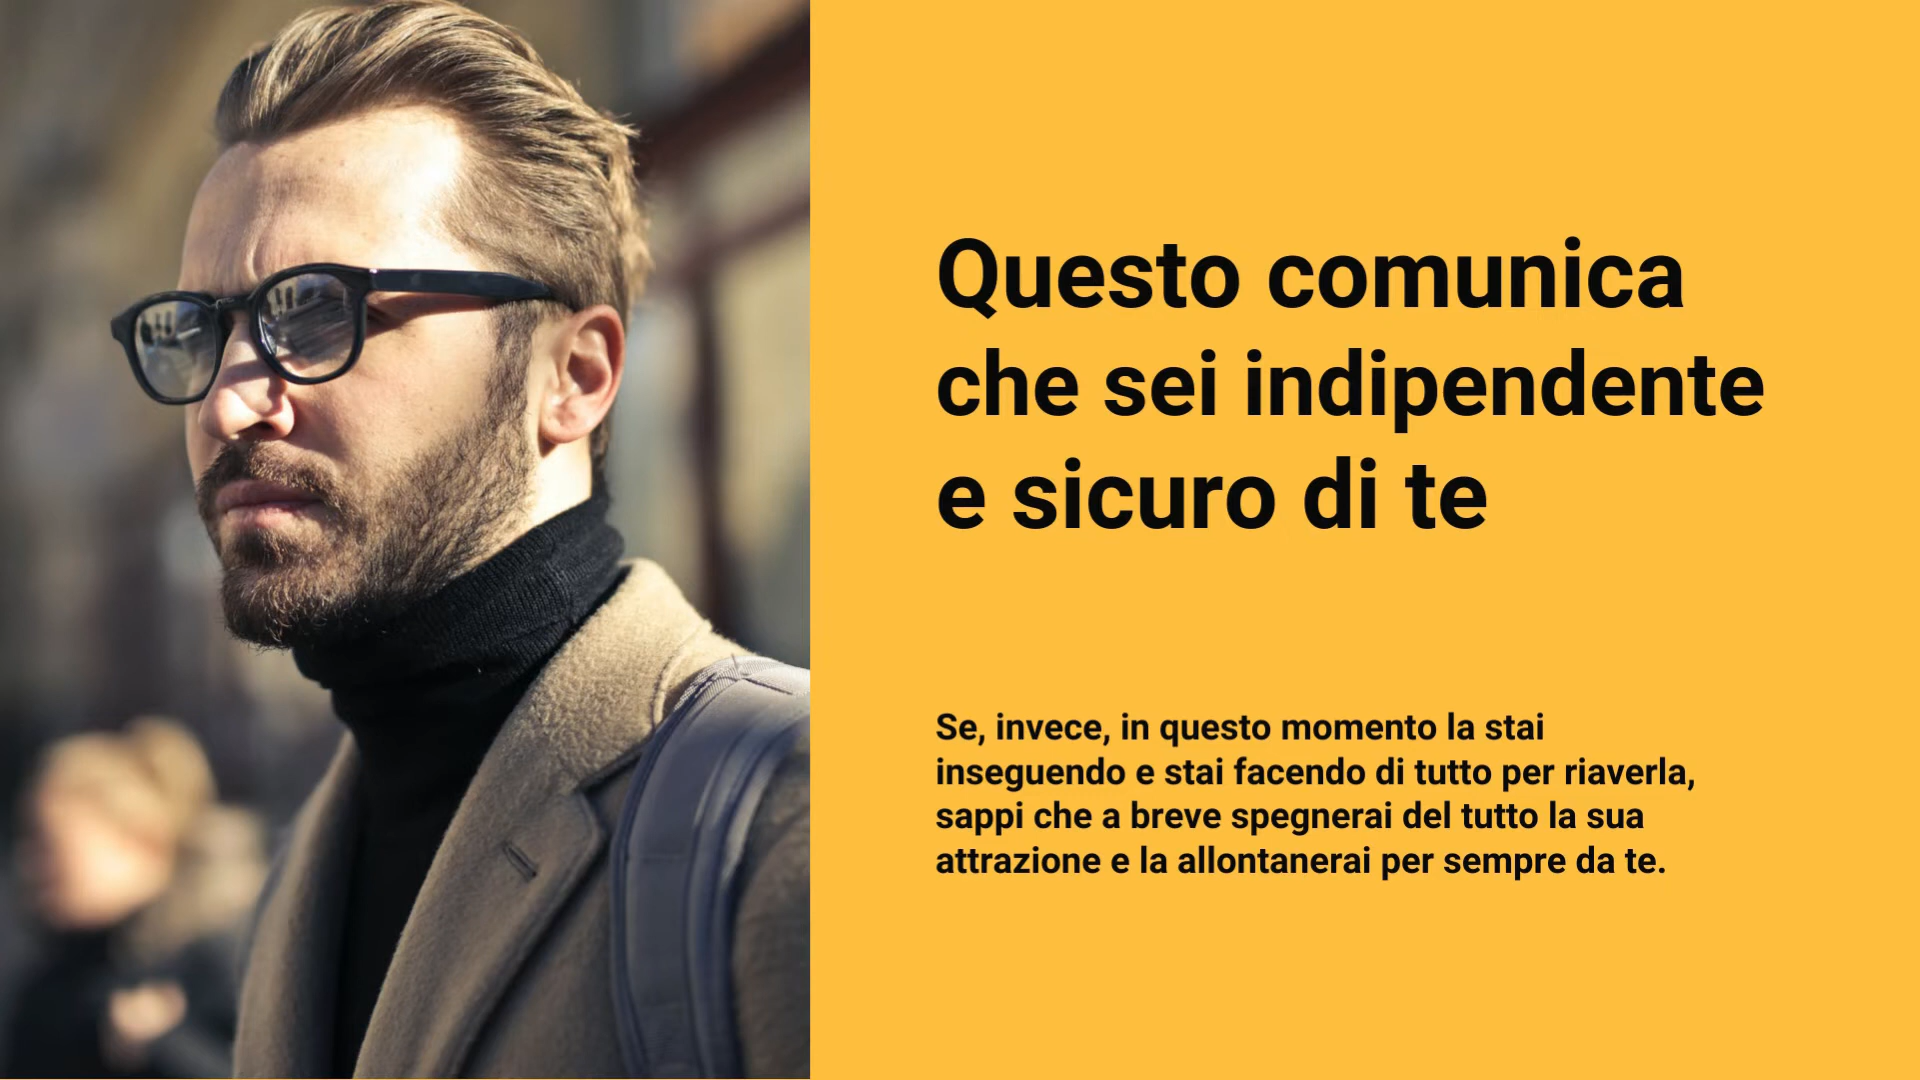 Questo comunica
che sei indipendente
e sicuro di te
Se, invece, in questo momento la stai
inseguendo e stai facendo di tutto per riaverla,
sappi che a breve spegnerai del tutto la sua
attrazione e la allontanerai per sempre da te.